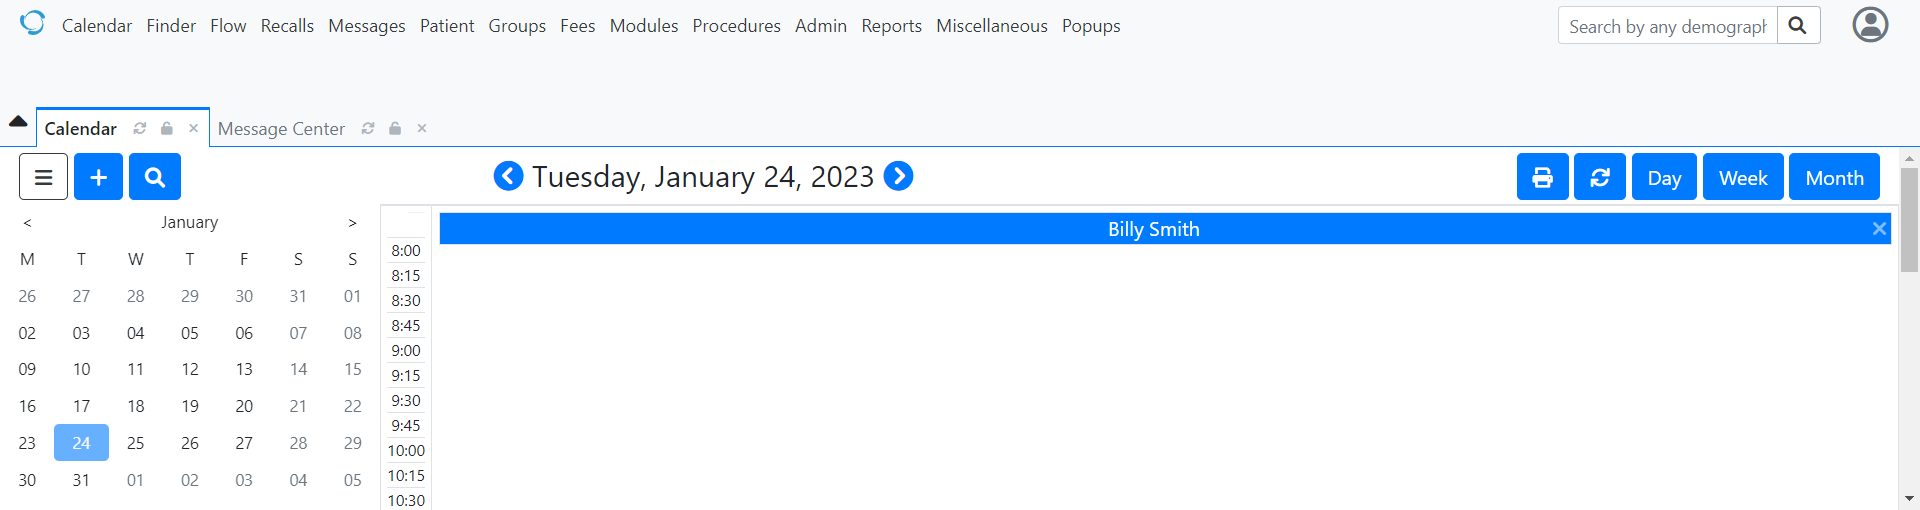 Calendar Finder Flow Recalls Messages Patient Groups Fees Modules Procedures Admin Reports Miscellaneous Popups
Search by any demograph
Calendar × Message Center ×
Tuesday, January 24, 2023
Day Week Month
< January >
M T W T F S S
26 27 28 29 30 31 01
02 03 04 05 06 07 08
09 10 11 12 13 14 15
16 17 18 19 20 21 22
23 24 25 26 27 28 29
30 31 01 02 03 04 05
Billy Smith ×
8:00
8:15
8:30
8:45
9:00
9:15
9:30
9:45
10:00
10:15
10:30